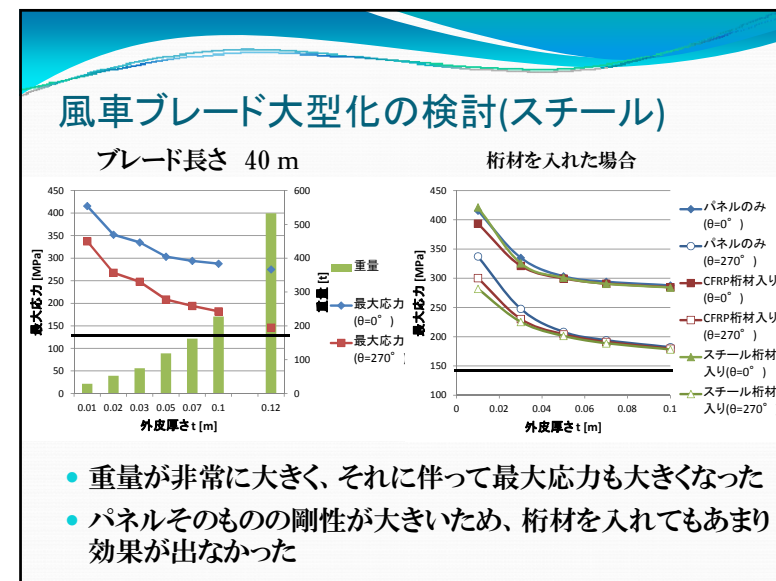 風車ブレード大型化の検討(スチール)
ブレード長さ 40 m
450
400
350
300
250
200
150
100
50
0
最大応力 [MPa]
600
500
400
300
200
100
0
重量 [t]
0.01 0.02 0.03 0.05 0.07 0.1 0.12
外皮厚さt [m]
重量
最大応力
(θ=0°)
最大応力
(θ=270°
桁材を入れた場合
450
400
350
300
250
200
150
100
最大応力 [MPa]
0 0.02 0.04 0.06 0.08 0.1
外皮厚さt [m]
パネルのみ
(θ=0°)
パネルのみ
(θ=270°)
CFRP桁材入り
(θ=0°)
CFRP桁材入り
(θ=270°)
スチール桁材
入り(θ=0°)
スチール桁材
入り(θ=270°
• 重量が非常に大きく、それに伴って最大応力も大きくなった
• パネルそのものの剛性が大きいため、桁材を入れてもあまり
効果が出なかった